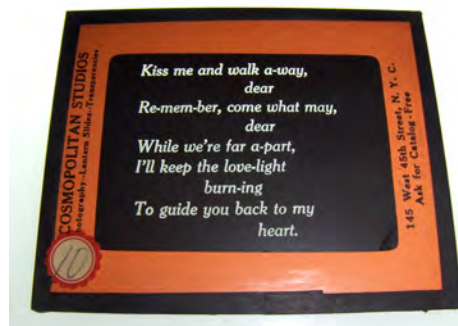 COSMOPOLITAN STUDIOS
Photography--Lantern Slides--Transparencies
Kiss me and walk a-way,
dear
Re-mem-ber, come what may,
dear
While we're far a-part,
I'll keep the love-light
burn-ing
To guide you back to my
heart.
145 West 45th Street, N. Y. C.
Ask for Catalog - Free
10